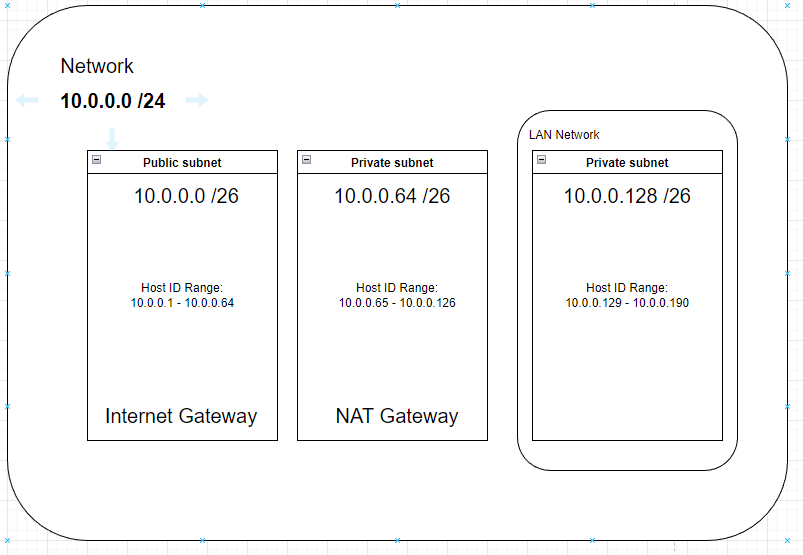 Network
10.0.0.0 /24
LAN Network
Public subnet
10.0.0.0 /26
Host ID Range:
10.0.0.1 - 10.0.0.64
Internet Gateway
Private subnet
10.0.0.64 /26
Host ID Range:
10.0.0.65 - 10.0.0.126
NAT Gateway
Private subnet
10.0.0.128 /26
Host ID Range:
10.0.0.129 - 10.0.0.190